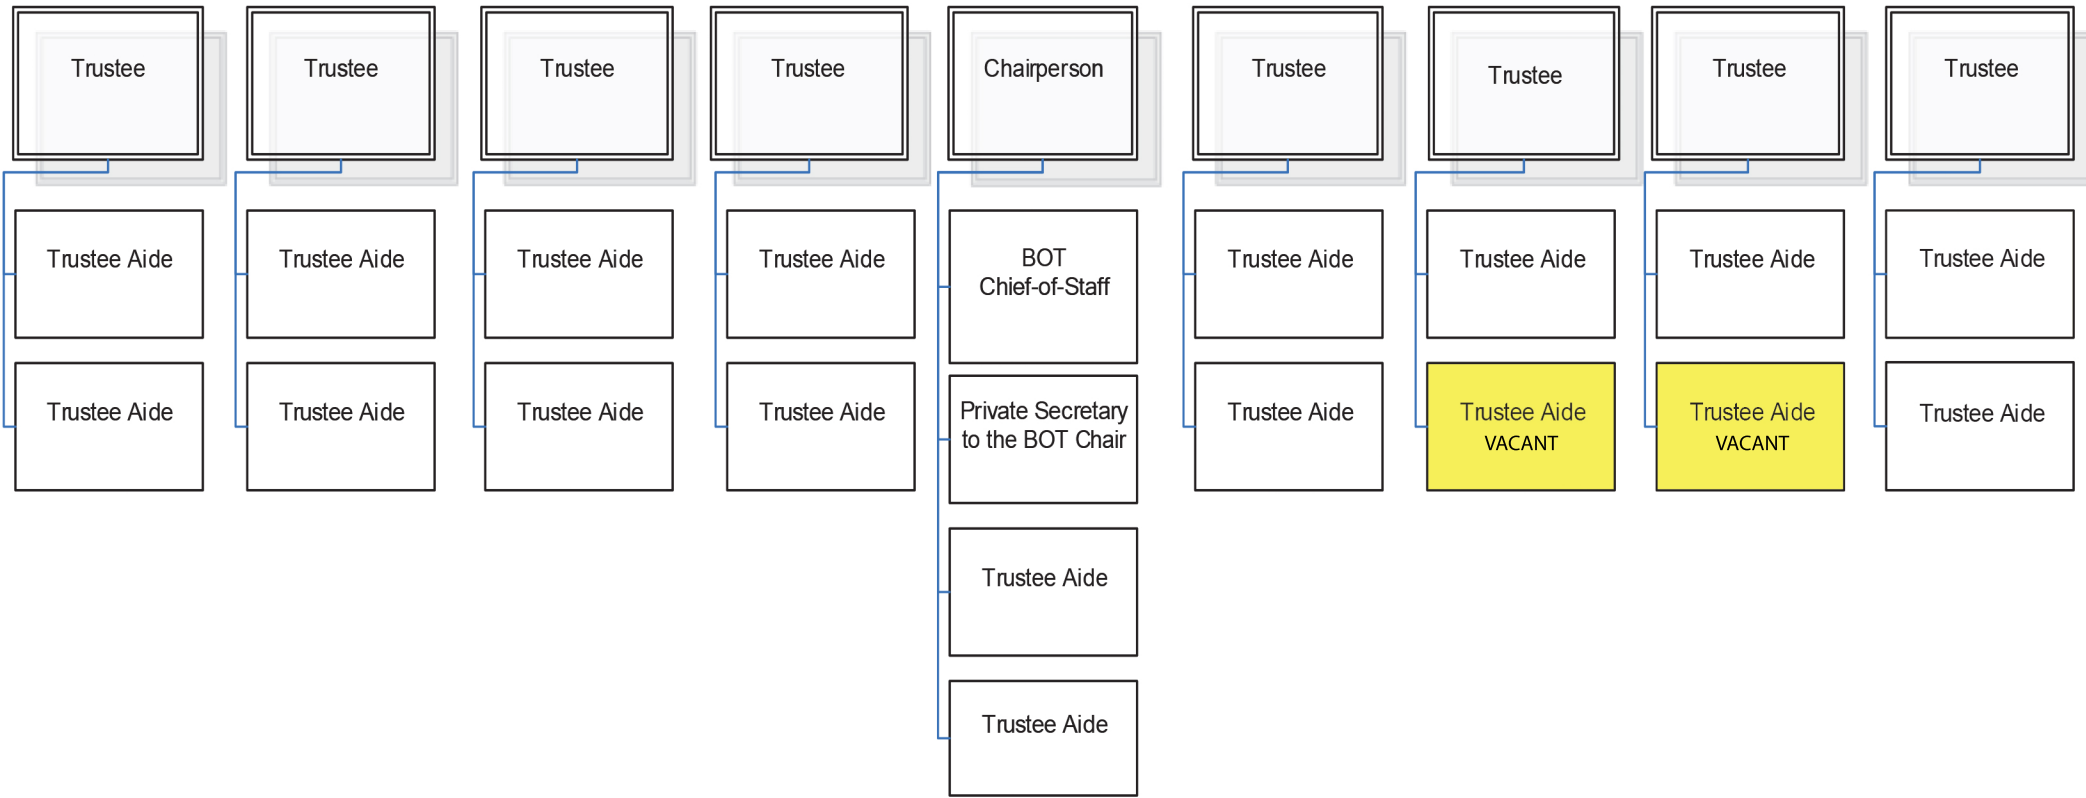 Trustee
Trustee
Trustee
Trustee
Chairperson
Trustee
Trustee
Trustee
Trustee
Trustee Aide
Trustee Aide
Trustee Aide
Trustee Aide
BOT
Chief-of-Staff
Trustee Aide
Trustee Aide
Trustee Aide
Trustee Aide
Trustee Aide
Trustee Aide
Trustee Aide
Trustee Aide
Private Secretary
to the BOT Chair
Trustee Aide
Trustee Aide
VACANT
Trustee Aide
VACANT
Trustee Aide
Trustee Aide
Trustee Aide